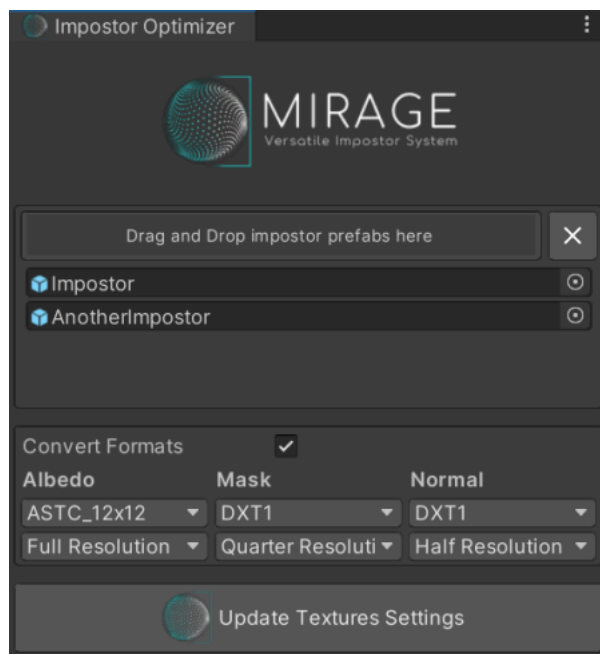 Impostor Optimizer
MIRAGE
Versatile Impostor System
Drag and Drop impostor prefabs here
Impostor
AnotherImpostor
Convert Formats
Albedo Mask Normal
ASTC_12x12 DXT1 DXT1
Full Resolution Quarter Resoluti Half Resolution
Update Textures Settings